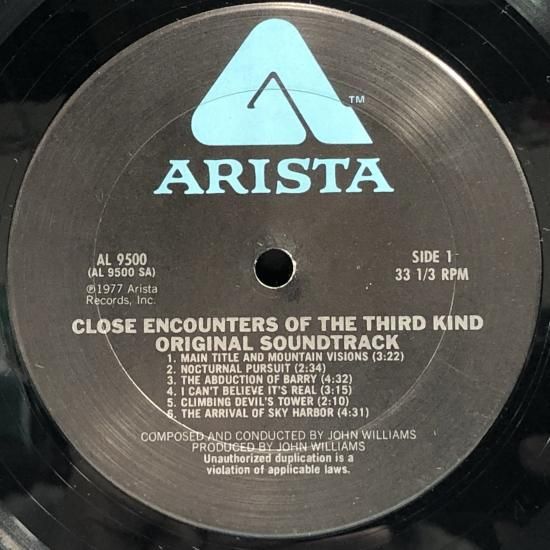 TM
ARISTA
AL 9500
(AL 9500 SA)
SIDE 1
33 1/3 RPM
℗1977 Arista
Records, Inc.
CLOSE ENCOUNTERS OF THE THIRD KIND
ORIGINAL SOUNDTRACK
1. MAIN TITLE AND MOUNTAIN VISIONS (3:22)
2. NOCTURNAL PURSUIT (2:34)
3. THE ABDUCTION OF BARRY (4:32)
4. I CAN'T BELIEVE IT'S REAL (3:15)
5. CLIMBING DEVIL'S TOWER (2:10)
6. THE ARRIVAL OF SKY HARBOR (4:31)
COMPOSED AND CONDUCTED BY JOHN WILLIAMS
PRODUCED BY JOHN WILLIAMS
Unauthorized duplication is a
violation of applicable laws.